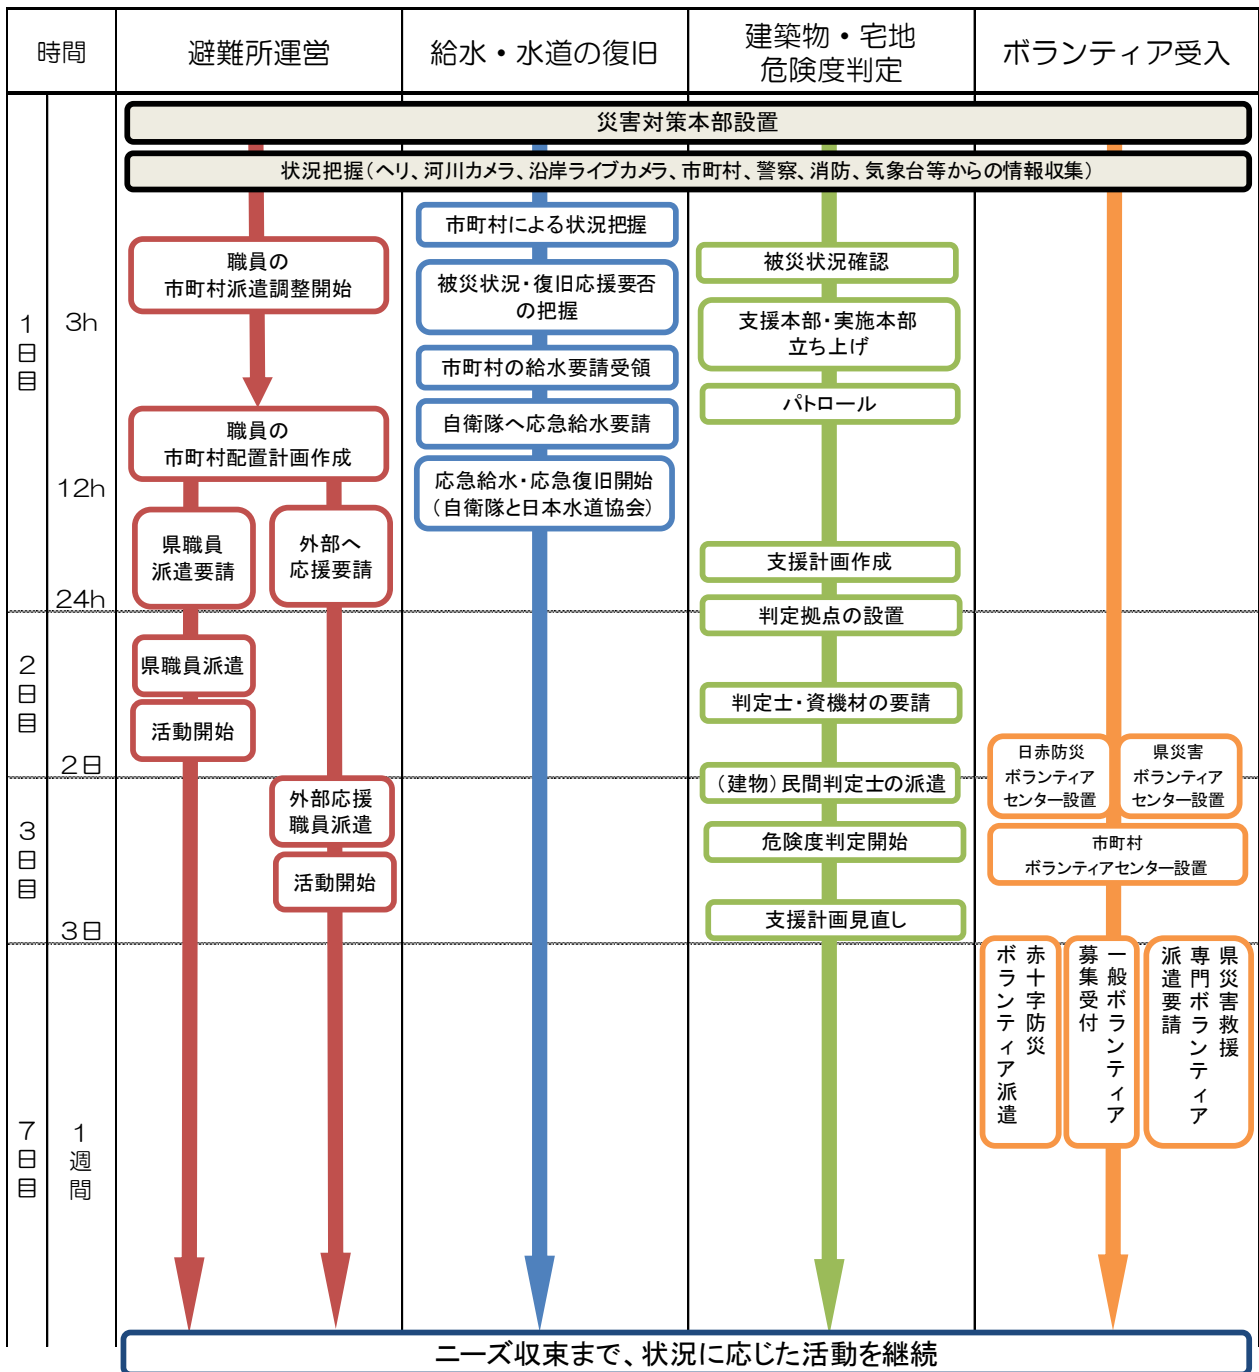 時間
避難所運営
給水・水道の復旧
建築物・宅地
危険度判定
ボランティア受入
災害対策本部設置
状況把握(ヘリ、河川カメラ、沿岸ライブカメラ、市町村、警察、消防、気象台等からの情報収集)
1日目
3h
12h
24h
2日目
2日
3日目
3日
7日目
1週間
職員の
市町村派遣調整開始
職員の
市町村配置計画作成
県職員
派遣要請
外部へ
応援要請
県職員派遣
活動開始
外部応援
職員派遣
活動開始
市町村による状況把握
被災状況・復旧応援要否
の把握
市町村の給水要請受領
自衛隊へ応急給水要請
応急給水・応急復旧開始
(自衛隊と日本水道協会)
被災状況確認
支援本部・実施本部
立ち上げ
パトロール
支援計画作成
判定拠点の設置
判定士・資機材の要請
(建物)民間判定士の派遣
危険度判定開始
支援計画見直し
日赤防災
ボランティア
センター設置
県災害
ボランティア
センター設置
市町村
ボランティアセンター設置
赤十字防災
ボランティア派遣
一般ボランティア
募集受付
県災害救援
専門ボランティア
派遣要請
ニーズ収束まで、状況に応じた活動を継続